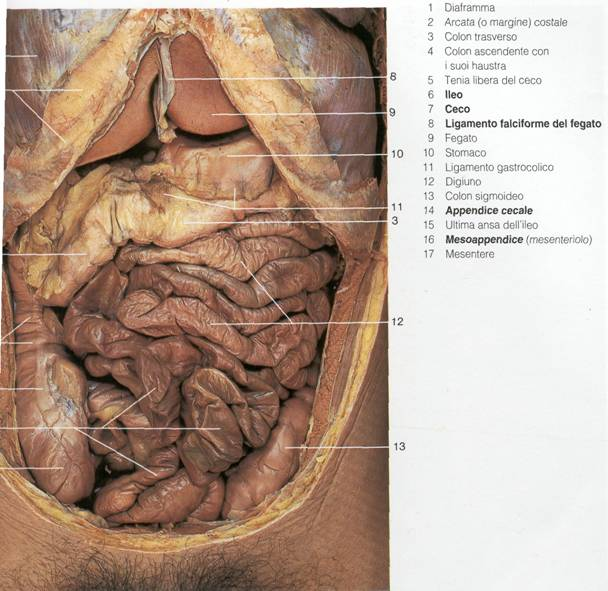 1 Diaframma
2 Arcata (o margine) costale
3 Colon trasverso
4 Colon ascendente con
i suoi haustra
5 Tenia libera del ceco
6 Ileo
7 Ceco
8 Ligamento falciforme del fegato
9 Fegato
10 Stomaco
11 Ligamento gastrocolico
12 Digiuno
13 Colon sigmoideo
14 Appendice cecale
15 Ultima ansa dell'ileo
16 Mesoappendice (mesenteriolo)
17 Mesentere
8
9
10
11
3
12
13